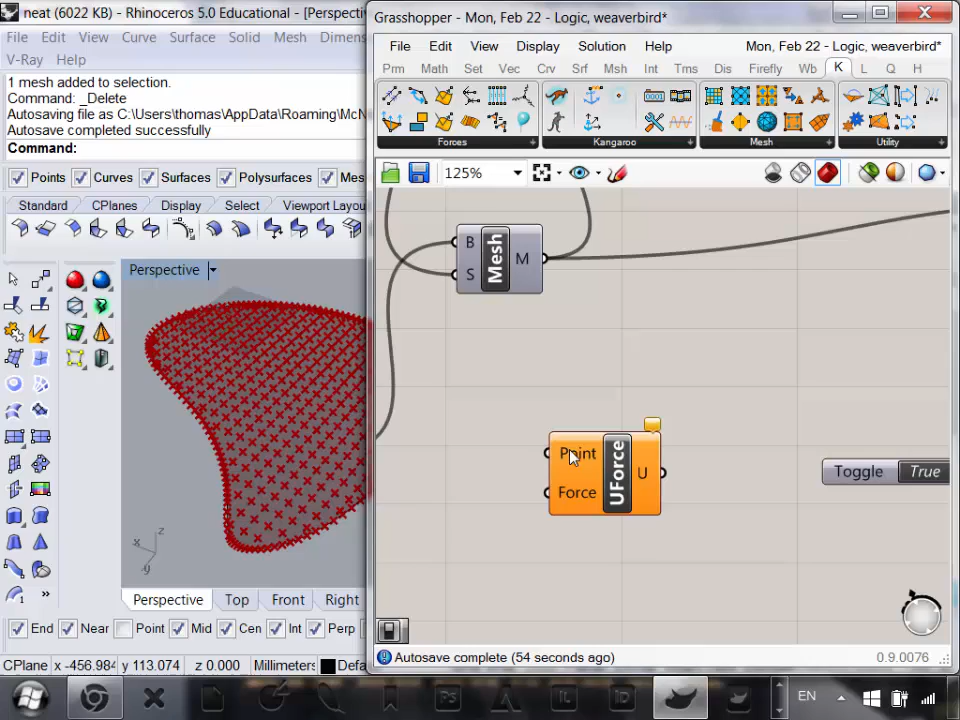 neat (6022 KB) - Rhinoceros 5.0 Educational - [Perspecti
File Edit View Curve Surface Solid Mesh Dimens
V-Ray Help
1 mesh added to selection.
Command: _Delete
Autosaving file as C:\Users\thomas\AppData\Roaming\McN
Autosave completed successfully
Command:
Points Curves Surfaces Polysurfaces Mes
Standard CPlanes Display Select Viewport Layou
Perspective
x
z
y
Perspective Top Front Right
End Near Point Mid Cen Int Perp
CPlane x -456.984 y 113.074 z 0.000 Millimeters Defa
Grasshopper - Mon, Feb 22 - Logic, weaverbird*
File Edit View Display Solution Help Mon, Feb 22 - Logic, weaverbird*
Prm Math Set Vec Crv Srf Msh Int Tms Dis Firefly Wb K L Q H
Forces Kangaroo Mesh Utility
125%
B
S
Mesh
M
Point
Force
UForce
U
Toggle True
Autosave complete (54 seconds ago) 0.9.0076
Ps
EN